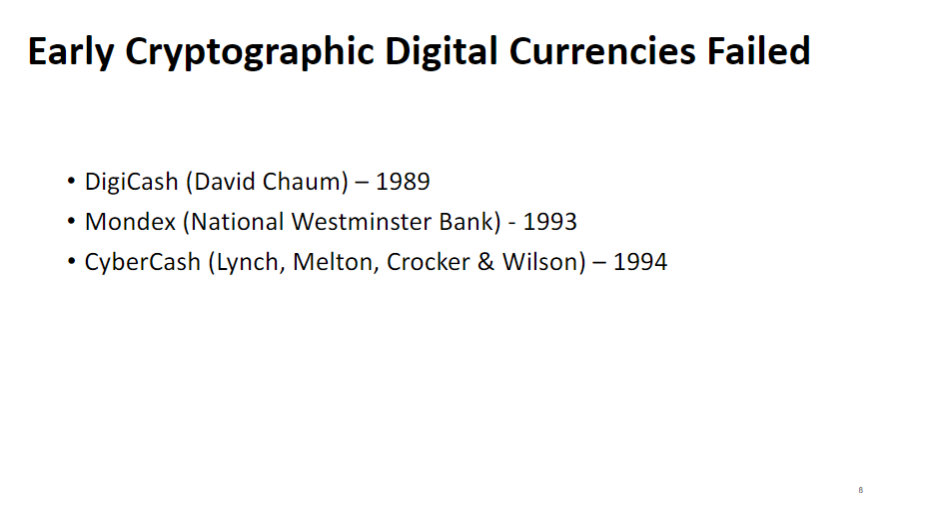 Early Cryptographic Digital Currencies Failed
• DigiCash (David Chaum) – 1989
• Mondex (National Westminster Bank) - 1993
• CyberCash (Lynch, Melton, Crocker & Wilson) – 1994
6